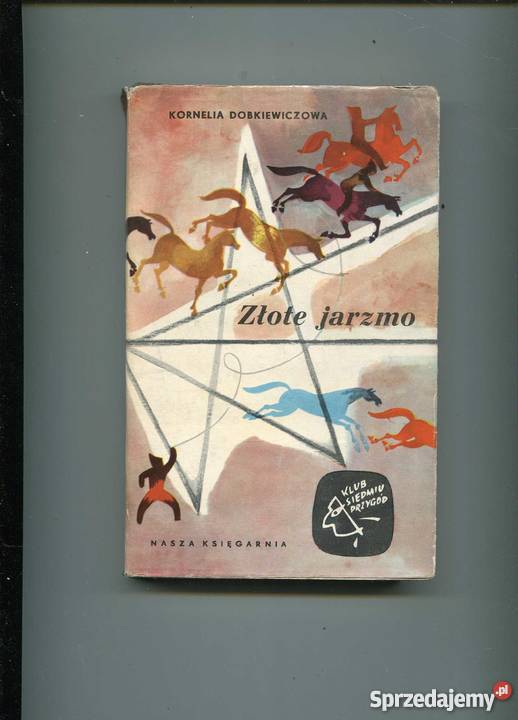 KORNELIA DOBKIEWICZOWA
Złote jarzmo
KLUB
SIEDMIU
PRZYGÓD
NASZA KSIĘGARNIA
Sprzedajemy.pl